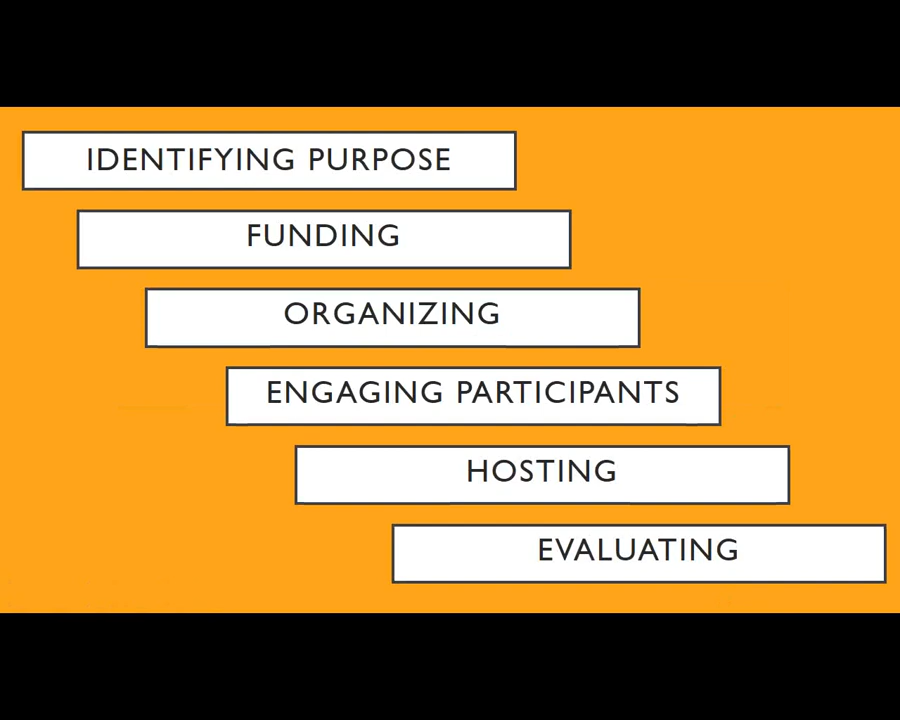 IDENTIFYING PURPOSE
FUNDING
ORGANIZING
ENGAGING PARTICIPANTS
HOSTING
EVALUATING